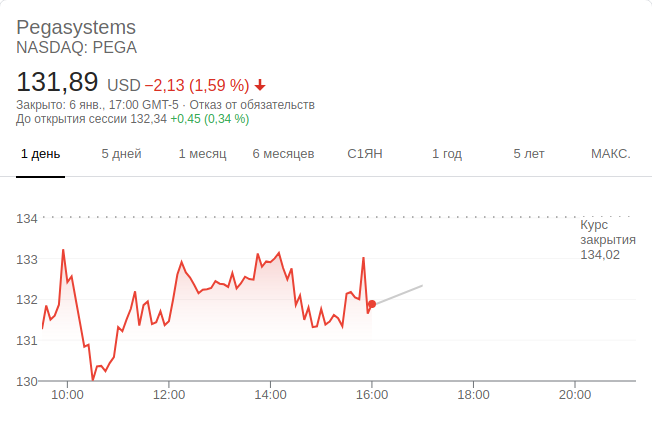 Pegasystems
NASDAQ: PEGA
131,89 USD −2,13 (1,59 %)
Закрыто: 6 янв., 17:00 GMT-5 · Отказ от обязательств
До открытия сессии 132,34 +0,45 (0,34 %)
1 день 5 дней 1 месяц 6 месяцев С1ЯН 1 год 5 лет МАКС.
134
Курс
закрытия
134,02
133
132
131
130
10:00 12:00 14:00 16:00 18:00 20:00